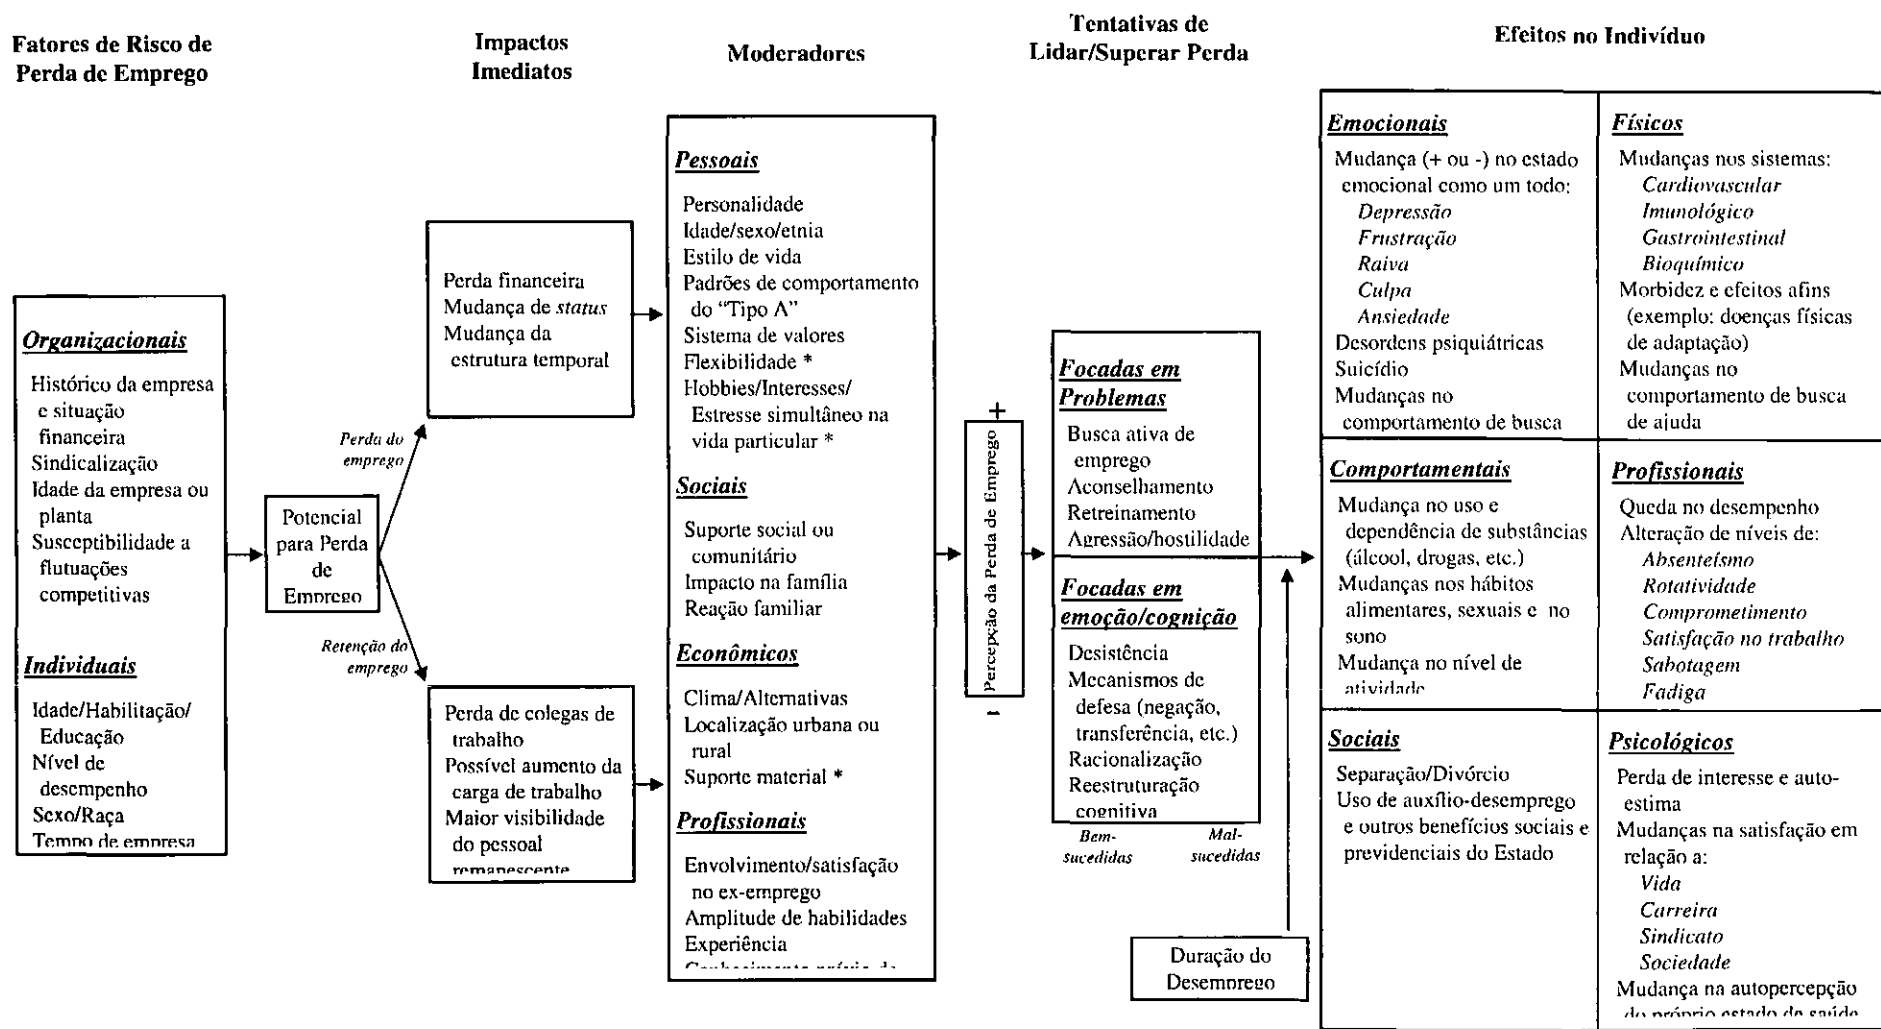 Fatores de Risco de
Perda de Emprego
Impactos
Imediatos
Moderadores
Tentativas de
Lidar/Superar Perda
Efeitos no Indivíduo
Organizacionais
Histórico da empresa
e situação
financeira
Sindicalização
Idade da empresa ou
planta
Susceptibilidade a
flutuações
competitivas
Individuais
Idade/Habilitação/
Educação
Nível de
desempenho
Sexo/Raça
Tempo de empresa
Potencial
para Perda
de
Emprego
Perda do
emprego
Retenção do
emprego
Perda financeira
Mudança de status
Mudança da
estrutura temporal
Perda de colegas de
trabalho
Possível aumento da
carga de trabalho
Maior visibilidade
do pessoal
remanescente
Pessoais
Personalidade
Idade/sexo/etnia
Estilo de vida
Padrões de comportamento
do “Tipo A”
Sistema de valores
Flexibilidade *
Hobbies/Interesses/
Estresse simultâneo na
vida particular *
Sociais
Suporte social ou
comunitário
Impacto na família
Reação familiar
Econômicos
Clima/Alternativas
Localização urbana ou
rural
Suporte material *
Profissionais
Envolvimento/satisfação
no ex-emprego
Amplitude de habilidades
Experiência
Conhecimento prévio da
+
Percepção da Perda de Emprego
-
Focadas em
Problemas
Busca ativa de
emprego
Aconselhamento
Retreinamento
Agressão/hostilidade
Focadas em
emoção/cognição
Desistência
Mecanismos de
defesa (negação,
transferência, etc.)
Racionalização
Reestruturação
cognitiva
Bem-
sucedidas
Mal-
sucedidas
Duração do
Desemprego
Emocionais
Mudança (+ ou -) no estado
emocional como um todo:
Depressão
Frustração
Raiva
Culpa
Ansiedade
Desordens psiquiátricas
Suicídio
Mudanças no
comportamento de busca
Físicos
Mudanças nos sistemas:
Cardiovascular
Imunológico
Gastrointestinal
Bioquímico
Morbidez e efeitos afins
(exemplo: doenças físicas
de adaptação)
Mudanças no
comportamento de busca
de ajuda
Comportamentais
Mudança no uso e
dependência de substâncias
(álcool, drogas, etc.)
Mudanças nos hábitos
alimentares, sexuais e no
sono
Mudança no nível de
atividade
Profissionais
Queda no desempenho
Alteração de níveis de:
Absenteísmo
Rotatividade
Comprometimento
Satisfação no trabalho
Sabotagem
Fadiga
Sociais
Separação/Divórcio
Uso de auxílio-desemprego
e outros benefícios sociais e
previdenciais do Estado
Psicológicos
Perda de interesse e auto-
estima
Mudanças na satisfação em
relação a:
Vida
Carreira
Sindicato
Sociedade
Mudança na autopercepção
do próprio estado de saúde